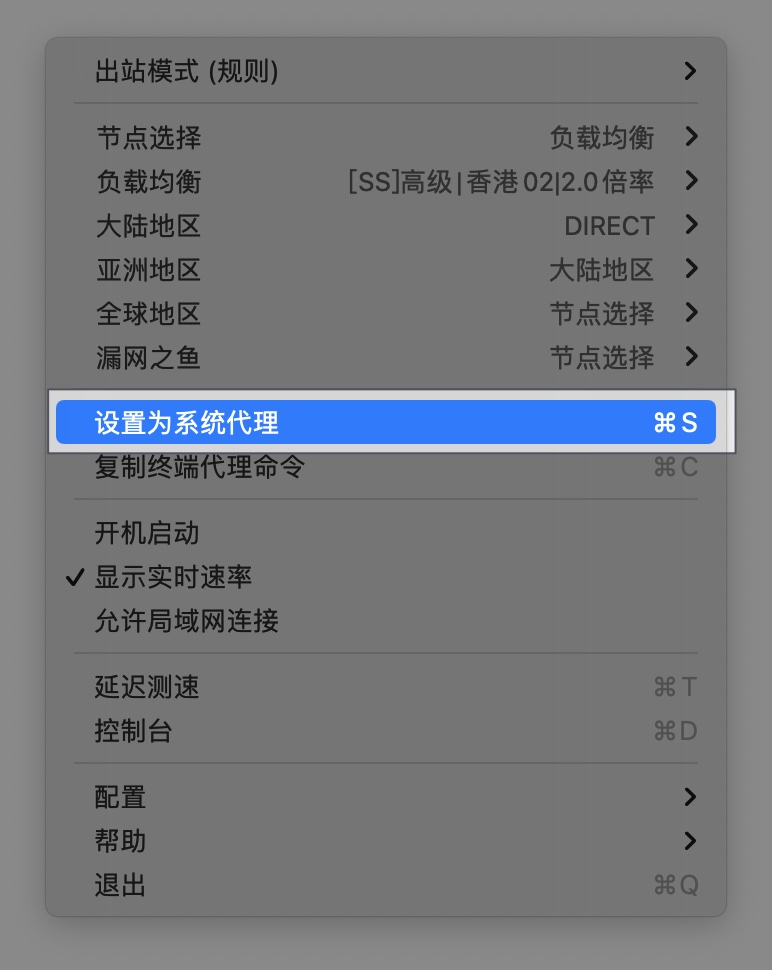 出站模式 (规则)
节点选择 负载均衡
负载均衡 [SS]高级|香港02|2.0倍率
大陆地区 DIRECT
亚洲地区 大陆地区
全球地区 节点选择
漏网之鱼 节点选择
设置为系统代理 ⌘S
复制终端代理命令 ⌘C
开机启动
显示实时速率
允许局域网连接
延迟测速 ⌘T
控制台 ⌘D
配置
帮助
退出 ⌘Q